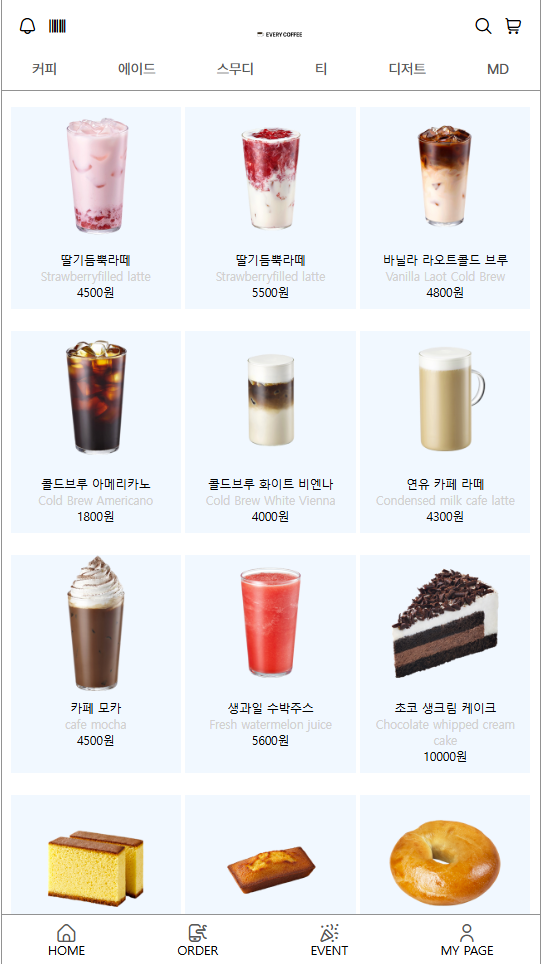 EVERY COFFEE
커피 에이드 스무디 티 디저트 MD
딸기듬뿍라떼
Strawberryfilled latte
4500원
딸기듬뿍라떼
Strawberryfilled latte
5500원
바닐라 라오트콜드 브루
Vanilla Laot Cold Brew
4800원
콜드브루 아메리카노
Cold Brew Americano
1800원
콜드브루 화이트 비엔나
Cold Brew White Vienna
4000원
연유 카페 라떼
Condensed milk cafe latte
4300원
카페 모카
cafe mocha
4500원
생과일 수박주스
Fresh watermelon juice
5600원
초코 생크림 케이크
Chocolate whipped cream
cake
10000원
HOME ORDER EVENT MY PAGE